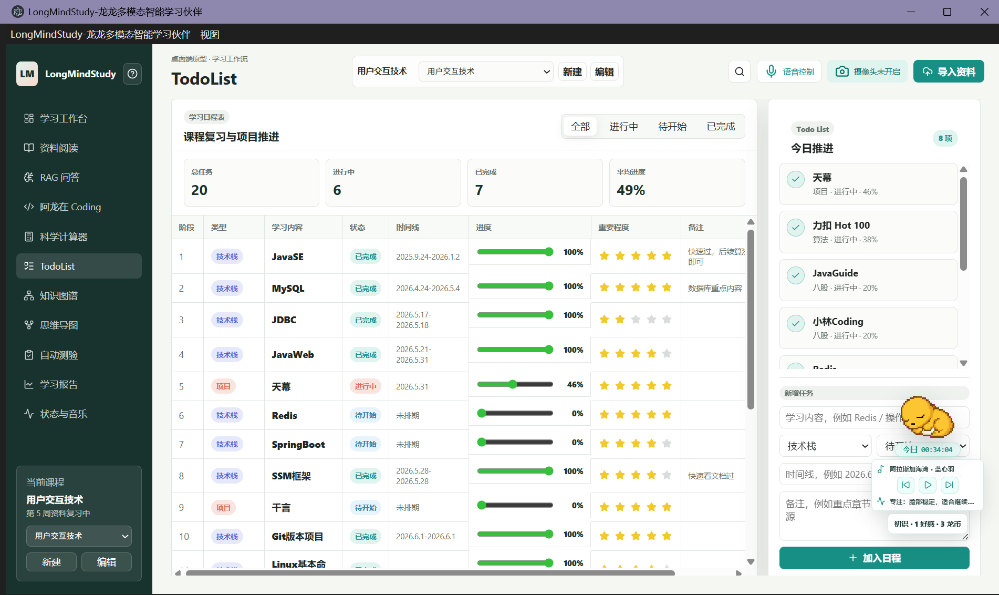 LongMindStudy-龙龙多模态智能学习伙伴
LongMindStudy-龙龙多模态智能学习伙伴 视图
LM LongMindStudy
学习工作台
资料阅读
RAG 问答
阿龙在 Coding
科学计算器
TodoList
知识图谱
思维导图
自动测验
学习报告
状态与音乐
当前课程
用户交互技术
第 5 周资料复习中
用户交互技术
新建 编辑
桌面端原型 · 学习工作流
TodoList
用户交互技术 用户交互技术 新建 编辑
语音控制 摄像头未开启 导入资料
学习日程表
课程复习与项目推进
全部 进行中 待开始 已完成
总任务 进行中 已完成 平均进度
20 6 7 49%
阶段 类型 学习内容 状态 时间线 进度 重要程度 备注
1 技术栈 JavaSE 已完成 2025.9.24-2026.1.2 100% 快速过，后续算法
即可
2 技术栈 MySQL 已完成 2026.4.24-2026.5.4 100% 数据库重点内容
3 技术栈 JDBC 已完成 2026.5.17-
2026.5.18 100%
4 技术栈 JavaWeb 已完成 2026.5.21-
2026.5.31 100%
5 项目 天幕 进行中 2026.5.31 46%
6 技术栈 Redis 待开始 未排期 0%
7 技术栈 SpringBoot 待开始 未排期 0%
8 技术栈 SSM框架 已完成 2026.5.28-
2026.5.28 100% 快速看文档过
9 项目 千言 待开始 未排期 0%
10 技术栈 Git版本项目 已完成 2026.6.1-2026.6.1 100%
Linux基本命 100%
Todo List
今日推进
8 项
天幕
项目 · 进行中 · 46%
力扣 Hot 100
算法 · 进行中 · 38%
JavaGuide
八股 · 进行中 · 20%
小林Coding
八股 · 进行中 · 20%
Redis
新增任务
学习内容，例如 Redis / 操作
技术栈 待开始
今日 00:34:04
时间线，例如 2026.6
阿拉斯加海湾 - 蓝心羽
备注，例如重点章节
源
专注：脸部稳定，适合继续...
初识 · 1 好感 · 3 龙币
+ 加入日程